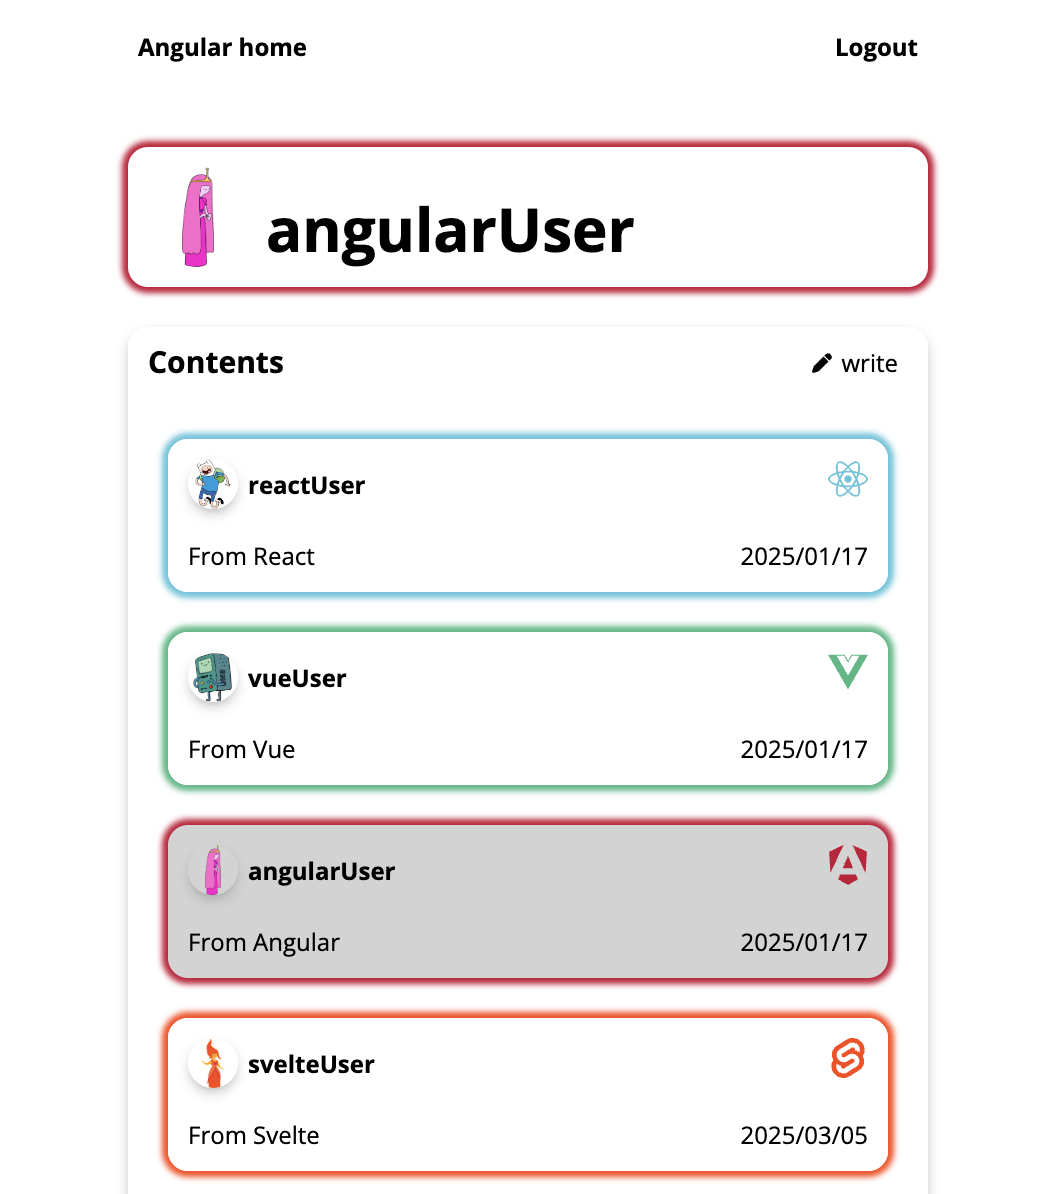 Angular home
Logout
angularUser
Contents
write
reactUser
From React
2025/01/17
vueUser
From Vue
2025/01/17
angularUser
From Angular
2025/01/17
svelteUser
From Svelte
2025/03/05